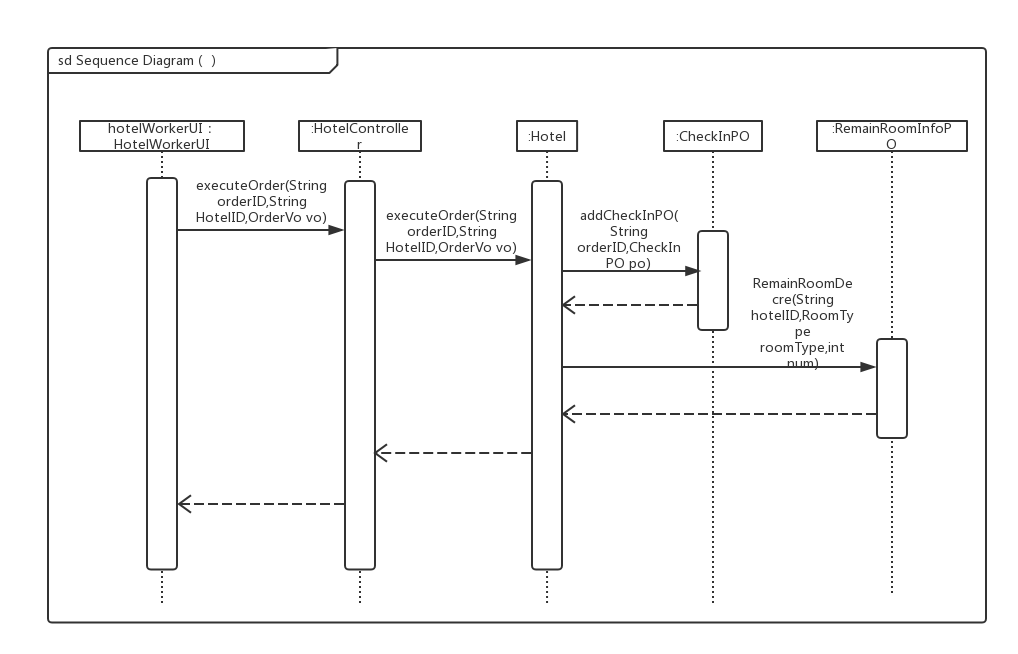 sd Sequence Diagram (  )
hotelWorkerUI :
HotelWorkerUI
:HotelControlle
r
:Hotel
:CheckInPO
:RemainRoomInfoP
O
executeOrder(String
orderID,String
HotelID,OrderVo vo)
executeOrder(String
orderID,String
HotelID,OrderVo vo)
addCheckInPO(
String
orderID,CheckIn
PO po)
RemainRoomDe
cre(String
hotelID,RoomTy
pe
roomType,int
num)